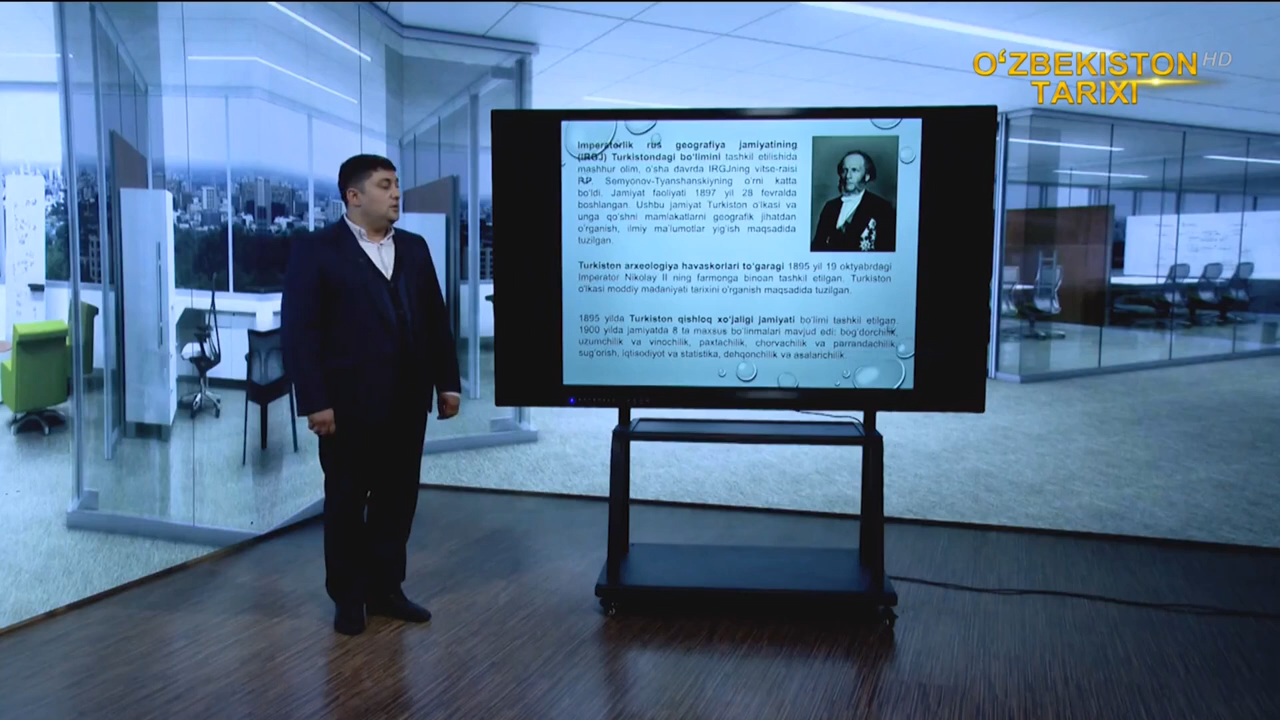 O'ZBEKISTON HD
TARIXI
Imperatorlik rus geografiya jamiyatining
(IRGJ) Turkistondagi bo'limini tashkil etilishida
mashhur olim, o'sha davrda IRGJning vitse-raisi
P.P. Semyonov-Tyanshanskiyning o'rni katta
bo'ldi. Jamiyat faoliyati 1897 yil 28 fevralda
boshlangan. Ushbu jamiyat Turkiston o'lkasi va
unga qo'shni mamlakatlarni geografik jihatdan
o'rganish, ilmiy ma'lumotlar yig'ish maqsadida
tuzilgan.
Turkiston arxeologiya havaskorlari to'garagi 1895 yil 19 oktyabrdagi
Imperator Nikolay II ning farmonga binoan tashkil etilgan. Turkiston
o'lkasi moddiy madaniyati tarixini o'rganish maqsadida tuzilgan.
1895 yilda Turkiston qishloq xo'jaligi jamiyati bo'limi tashkil etilgan.
1900 yilda jamiyatda 8 ta maxsus bo'linmalari mavjud edi: bog'dorchilik,
uzumchilik va vinochilik, paxtachilik, chorvachilik va parrandachilik,
sug'orish, iqtisodiyot va statistika, dehqonchilik va asalarichilik.